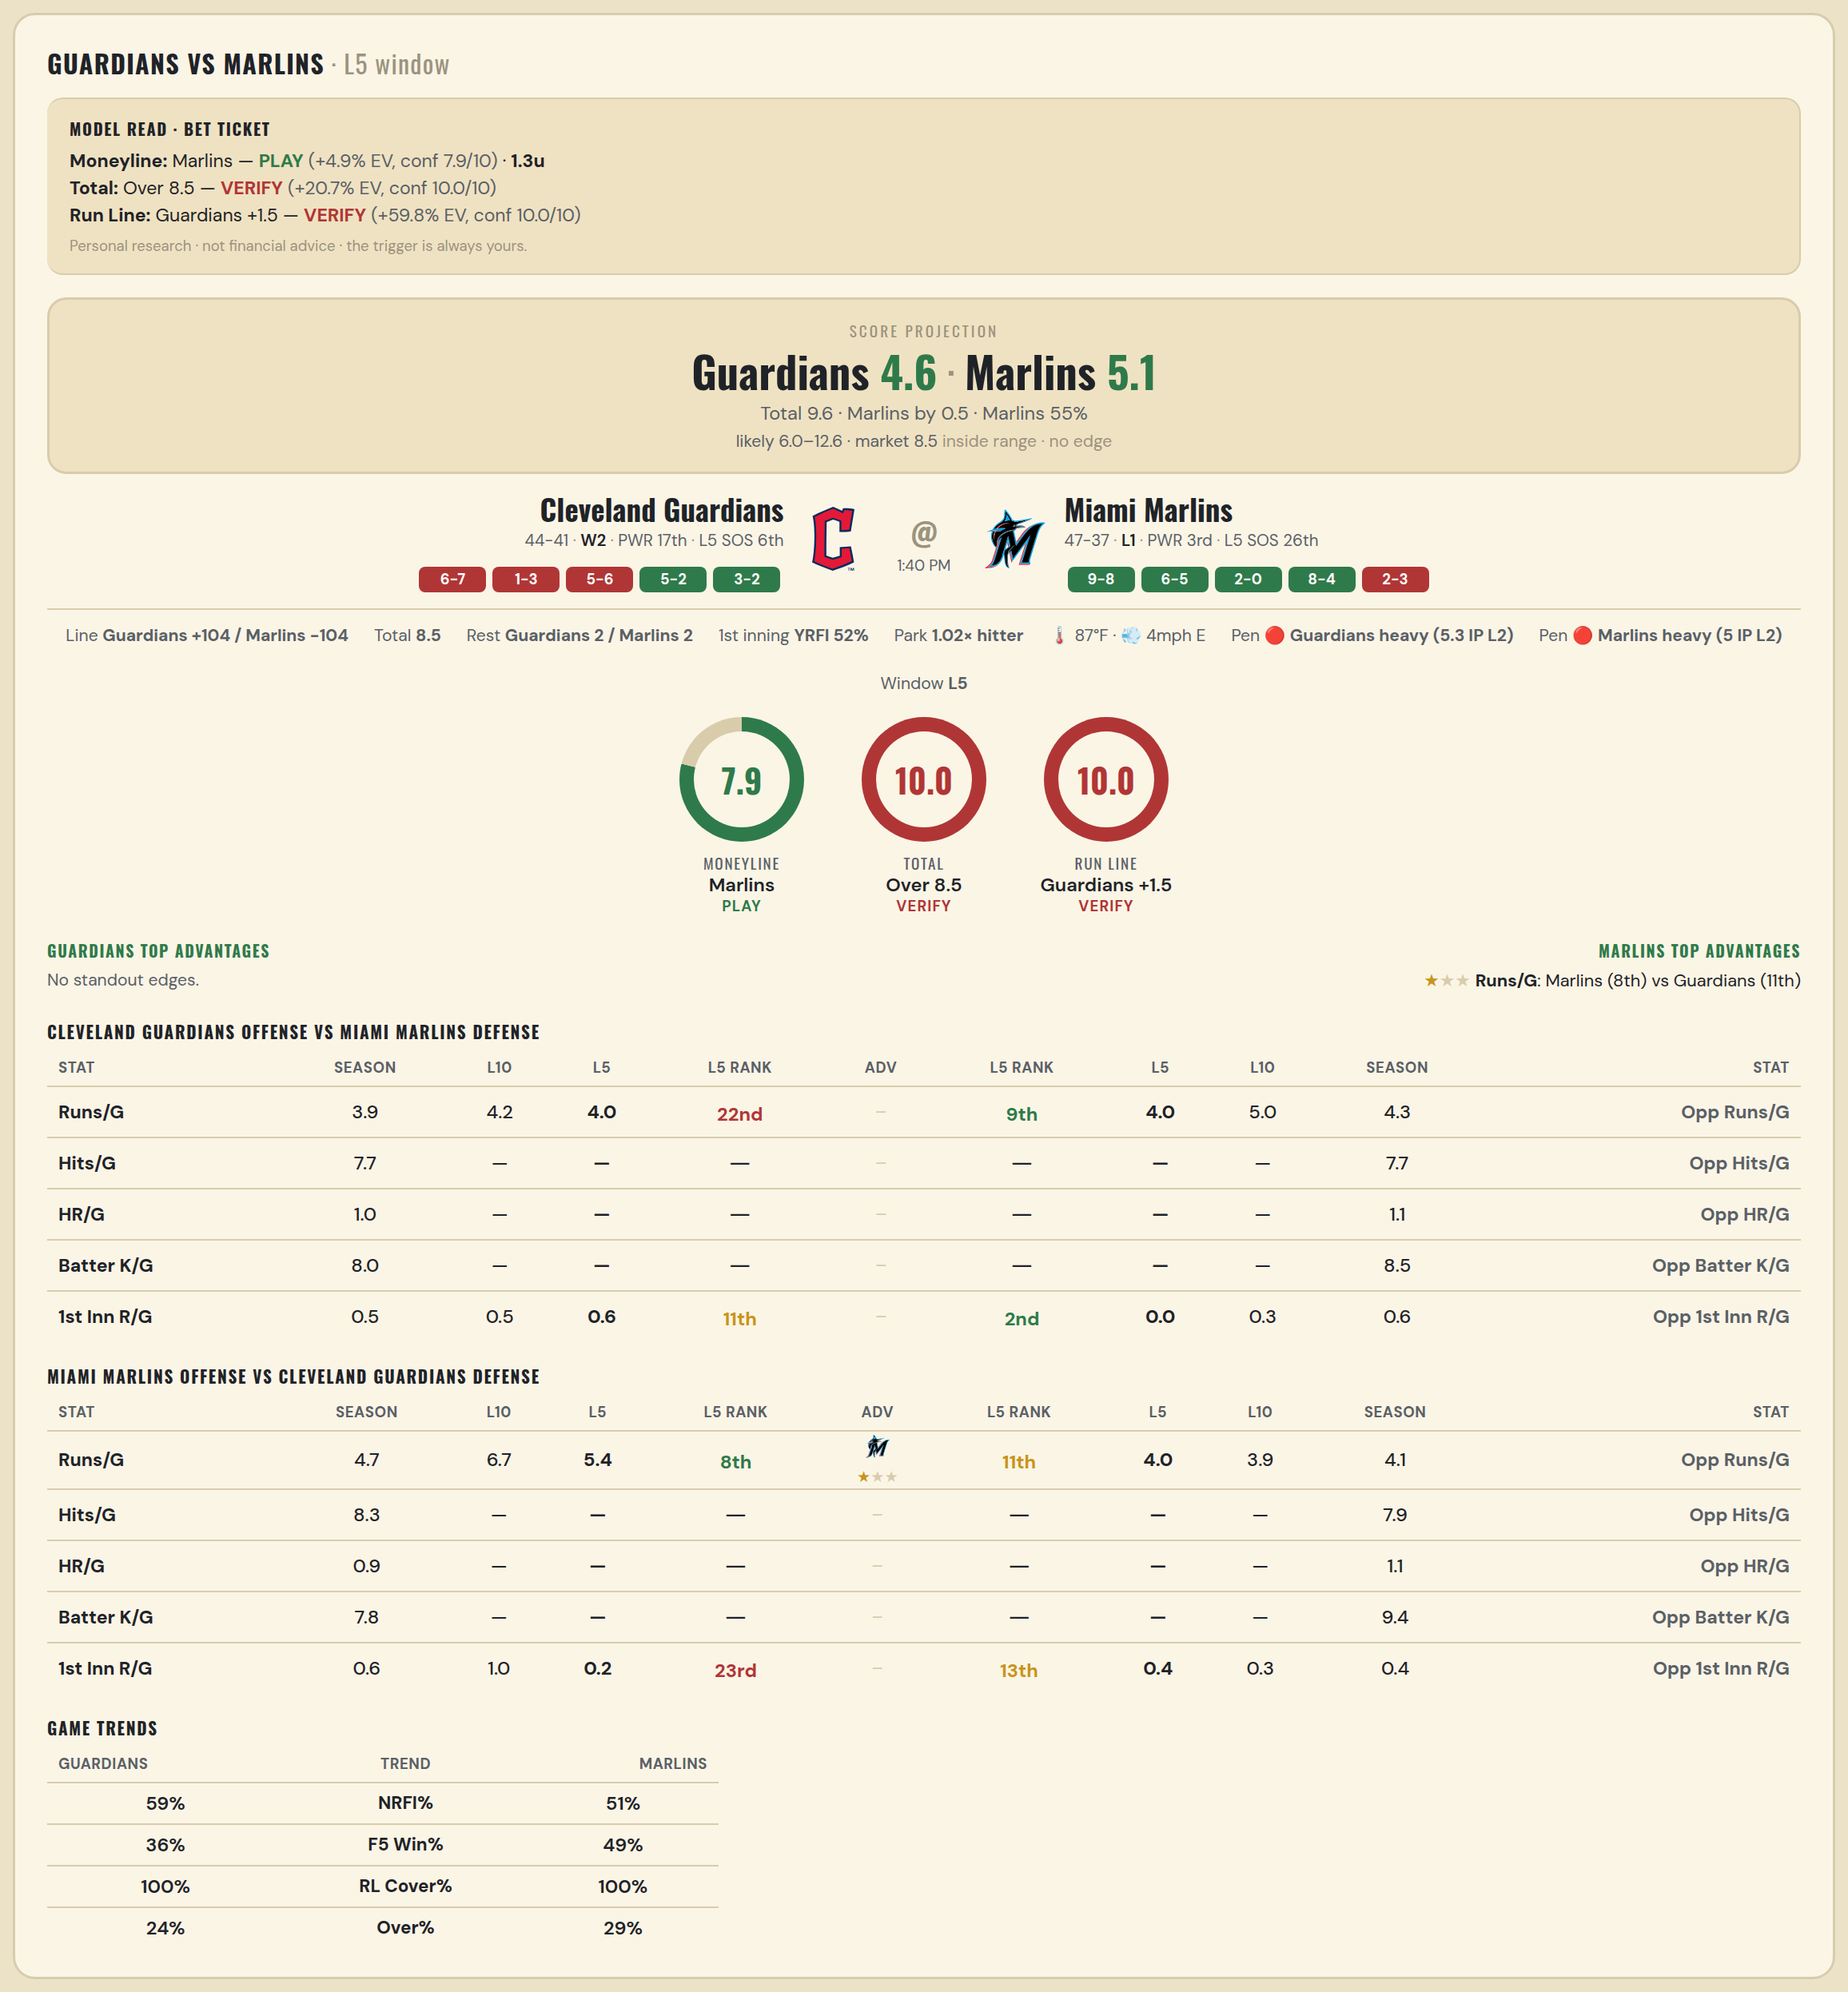 GUARDIANS VS MARLINS · L5 window
MODEL READ · BET TICKET
Moneyline: Marlins — PLAY (+4.9% EV, conf 7.9/10) · 1.3u
Total: Over 8.5 — VERIFY (+20.7% EV, conf 10.0/10)
Run Line: Guardians +1.5 — VERIFY (+59.8% EV, conf 10.0/10)
Personal research · not financial advice · the trigger is always yours.
SCORE PROJECTION
Guardians 4.6 · Marlins 5.1
Total 9.6 · Marlins by 0.5 · Marlins 55%
likely 6.0–12.6 · market 8.5 inside range · no edge
Cleveland Guardians
44-41 · W2 · PWR 17th · L5 SOS 6th
6-7 1-3 5-6 5-2 3-2
@
1:40 PM
Miami Marlins
47-37 · L1 · PWR 3rd · L5 SOS 26th
9-8 6-5 2-0 8-4 2-3
Line Guardians +104 / Marlins -104 Total 8.5 Rest Guardians 2 / Marlins 2 1st inning YRFI 52% Park 1.02× hitter 🌡️ 87°F · 💨 4mph E Pen 🔴 Guardians heavy (5.3 IP L2) Pen 🔴 Marlins heavy (5 IP L2)
Window L5
7.9 10.0 10.0
MONEYLINE TOTAL RUN LINE
Marlins Over 8.5 Guardians +1.5
PLAY VERIFY VERIFY
GUARDIANS TOP ADVANTAGES
No standout edges.
MARLINS TOP ADVANTAGES
★★★ Runs/G: Marlins (8th) vs Guardians (11th)
CLEVELAND GUARDIANS OFFENSE VS MIAMI MARLINS DEFENSE
STAT SEASON L10 L5 L5 RANK ADV L5 RANK L5 L10 SEASON STAT
Runs/G 3.9 4.2 4.0 22nd — 9th 4.0 5.0 4.3 Opp Runs/G
Hits/G 7.7 — — — — — — — 7.7 Opp Hits/G
HR/G 1.0 — — — — — — — 1.1 Opp HR/G
Batter K/G 8.0 — — — — — — — 8.5 Opp Batter K/G
1st Inn R/G 0.5 0.5 0.6 11th — 2nd 0.0 0.3 0.6 Opp 1st Inn R/G
MIAMI MARLINS OFFENSE VS CLEVELAND GUARDIANS DEFENSE
STAT SEASON L10 L5 L5 RANK ADV L5 RANK L5 L10 SEASON STAT
Runs/G 4.7 6.7 5.4 8th ★★★ 11th 4.0 3.9 4.1 Opp Runs/G
Hits/G 8.3 — — — — — — — 7.9 Opp Hits/G
HR/G 0.9 — — — — — — — 1.1 Opp HR/G
Batter K/G 7.8 — — — — — — — 9.4 Opp Batter K/G
1st Inn R/G 0.6 1.0 0.2 23rd — 13th 0.4 0.3 0.4 Opp 1st Inn R/G
GAME TRENDS
GUARDIANS TREND MARLINS
59% NRFI% 51%
36% F5 Win% 49%
100% RL Cover% 100%
24% Over% 29%